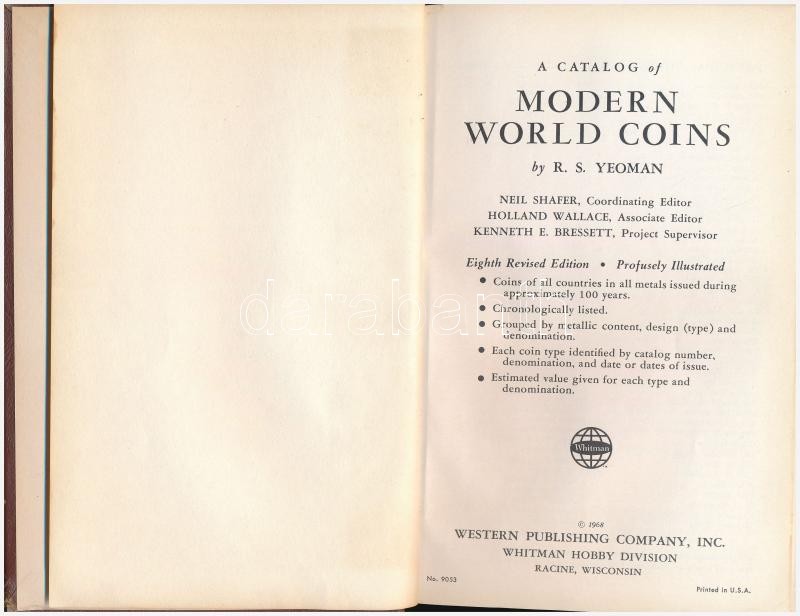 A CATALOG of
MODERN
WORLD COINS
by R. S. YEOMAN
NEIL SHAFER, Coordinating Editor
HOLLAND WALLACE, Associate Editor
KENNETH E. BRESSETT, Project Supervisor
Eighth Revised Edition • Profusely Illustrated
• Coins of all countries in all metals issued during
approximately 100 years.
• Chronologically listed.
• Grouped by metallic content, design (type) and
denomination.
• Each coin type identified by catalog number,
denomination, and date or dates of issue.
• Estimated value given for each type and
denomination.
Whitman
© 1968
WESTERN PUBLISHING COMPANY, INC.
WHITMAN HOBBY DIVISION
RACINE, WISCONSIN
No. 9053
Printed in U.S.A.